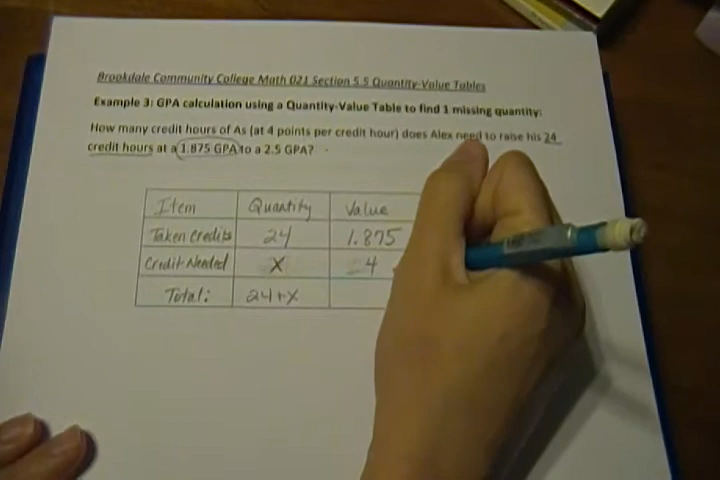 Brookdale Community College Math 021 Section 5.5 Quantity-Value Tables
Example 3: GPA calculation using a Quantity-Value Table to find 1 missing quantity:
How many credit hours of As (at 4 points per credit hour) does Alex need to raise his 24
credit hours at a 1.875 GPA to a 2.5 GPA?
Item Quantity Value
Taken Credits 24 1.875
Credit Needed X 4
Total: 24+X